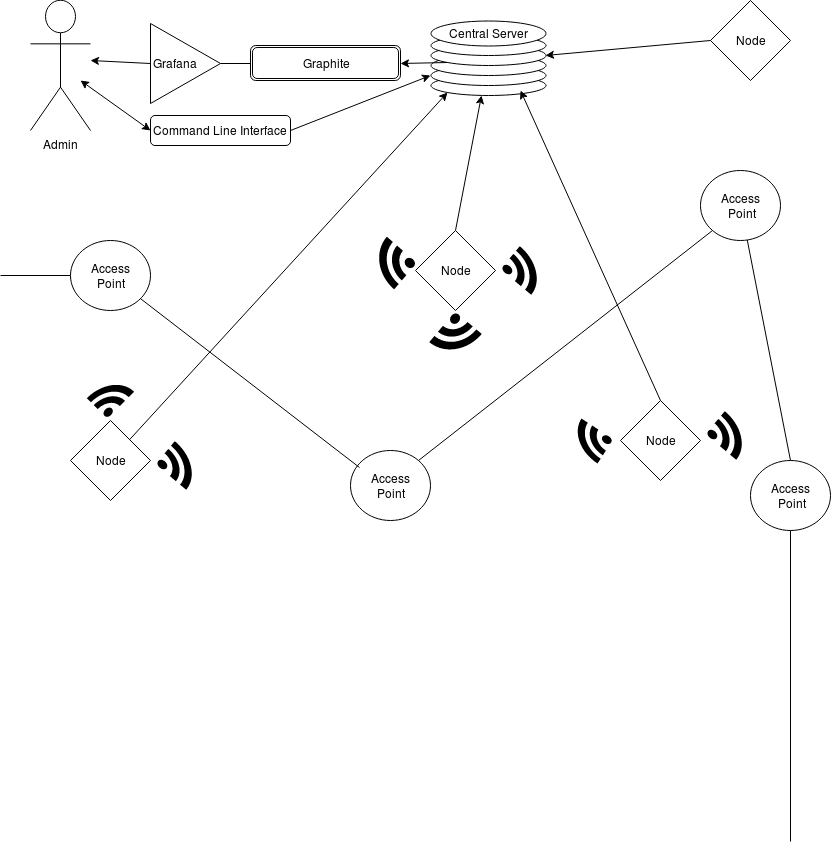 Central Server
Node
Grafana
Graphite
Command Line Interface
Admin
Access
Point
Access
Point
Node
Node
Node
Access
Point
Access
Point